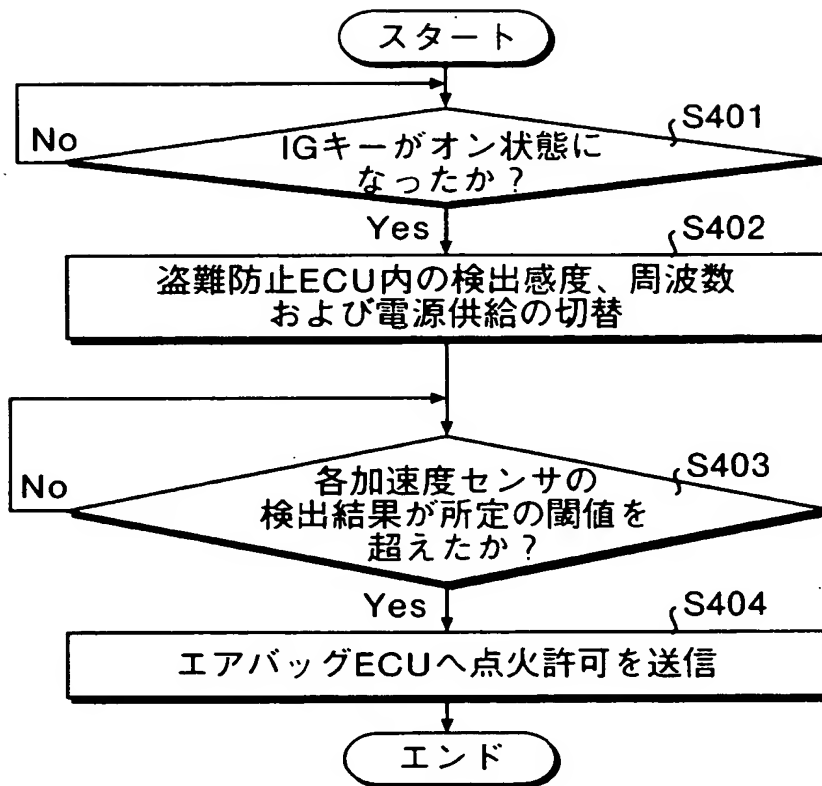 スタート
S401
No
IGキーがオン状態に
なったか？
Yes
S402
盗難防止ECU内の検出感度、周波数
および電源供給の切替
S403
No
各加速度センサの
検出結果が所定の閾値を
超えたか？
Yes
S404
エアバッグECUへ点火許可を送信
エンド